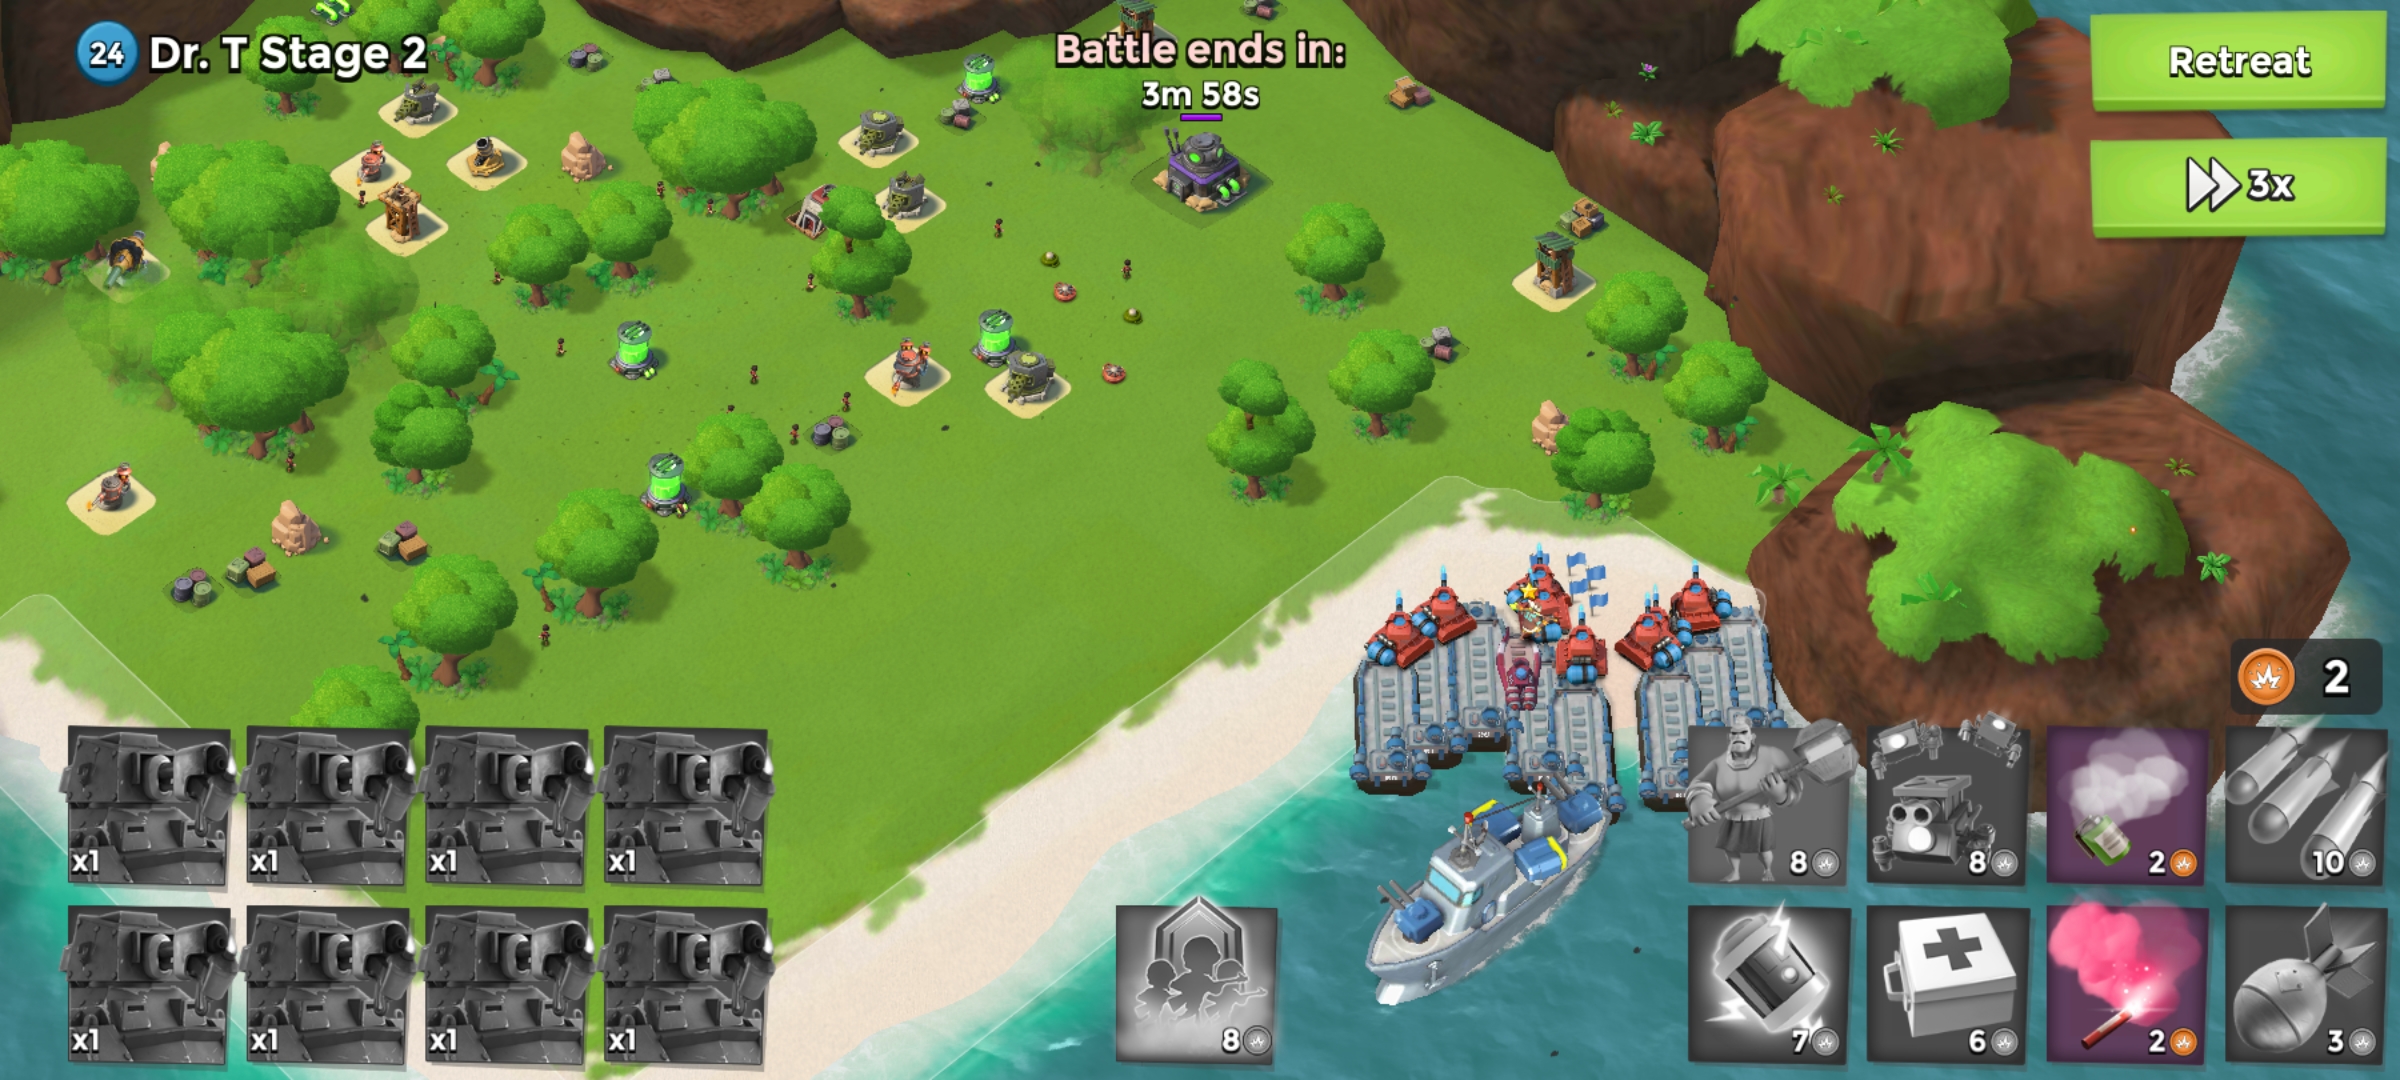 24 Dr. T Stage 2
Battle ends in:
3m 58s
Retreat
3x
2
x1 x1 x1 x1
8 8 2 10
x1 x1 x1 x1
8
7 6 2 3